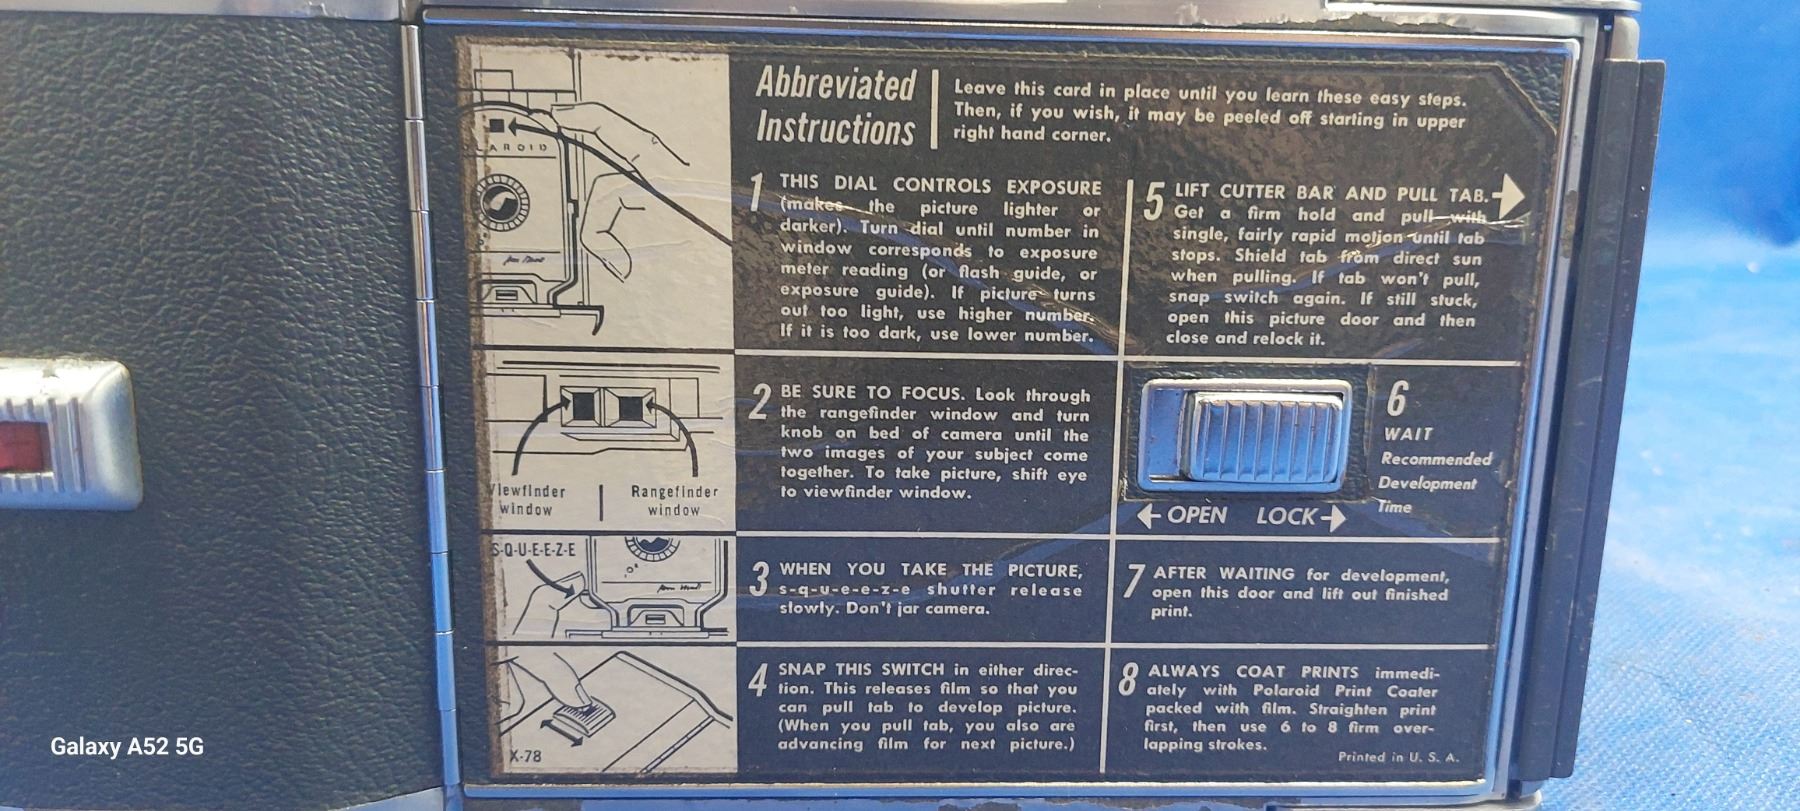 Abbreviated
Instructions
Leave this card in place until you learn these easy steps.
Then, if you wish, it may be peeled off starting in upper
right hand corner.
1
THIS DIAL CONTROLS EXPOSURE
(makes the picture lighter or
darker). Turn dial until number in
window corresponds to exposure
meter reading (or flash guide, or
exposure guide). If picture turns
out too light, use higher number.
If it is too dark, use lower number.
2
BE SURE TO FOCUS. Look through
the rangefinder window and turn
knob on bed of camera until the
two images of your subject come
together. To take picture, shift eye
to viewfinder window.
3
WHEN YOU TAKE THE PICTURE,
s-q-u-e-e-z-e shutter release
slowly. Don't jar camera.
4
SNAP THIS SWITCH in either direc-
tion. This releases film so that you
can pull tab to develop picture.
(When you pull tab, you also are
advancing film for next picture.)
5
LIFT CUTTER BAR AND PULL TAB.
Get a firm hold and pull with
single, fairly rapid motion until tab
stops. Shield tab from direct sun
when pulling. If tab won't pull,
snap switch again. If still stuck,
open this picture door and then
close and relock it.
6
WAIT
Recommended
Development
Time
OPEN LOCK
7
AFTER WAITING for development,
open this door and lift out finished
print.
8
ALWAYS COAT PRINTS immedi-
ately with Polaroid Print Coater
packed with film. Straighten print
first, then use 6 to 8 firm over-
lapping strokes.
Printed in U. S. A.
LAROID
Viewfinder
window
Rangefinder
window
S-Q-U-E-E-Z-E
X-78
Galaxy A52 5G